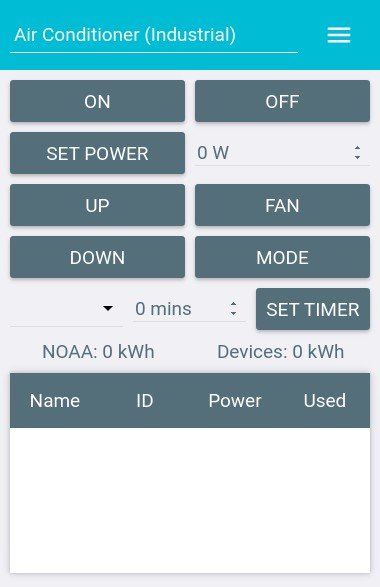 Air Conditioner (Industrial)
ON OFF
SET POWER 0 W
UP FAN
DOWN MODE
0 mins SET TIMER
NOAA: 0 kWh Devices: 0 kWh
Name ID Power Used